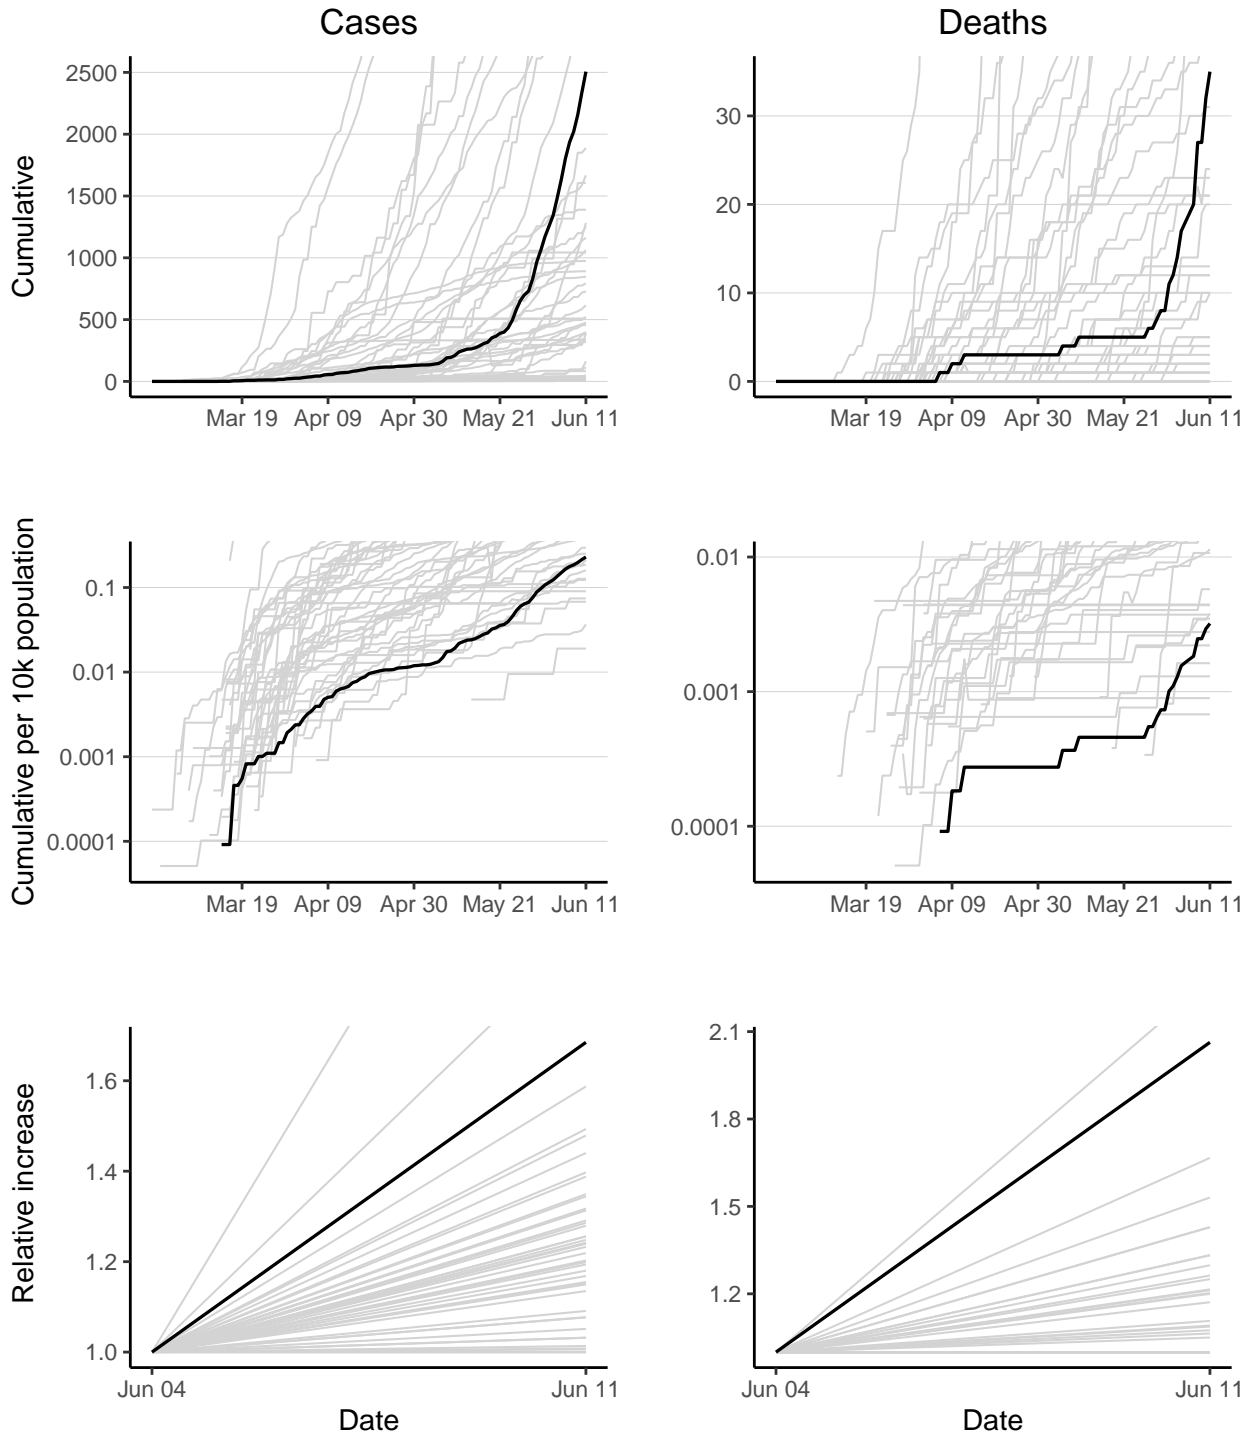 Cases
Deaths
Cumulative
2500
2000
1500
1000
500
0
Mar 19 Apr 09 Apr 30 May 21 Jun 11
30
20
10
0
Mar 19 Apr 09 Apr 30 May 21 Jun 11
Cumulative per 10k population
0.1
0.01
0.001
0.0001
Mar 19 Apr 09 Apr 30 May 21 Jun 11
0.01
0.001
0.0001
Mar 19 Apr 09 Apr 30 May 21 Jun 11
Relative increase
1.6
1.4
1.2
1.0
Jun 04 Jun 11
Date
2.1
1.8
1.5
1.2
Jun 04 Jun 11
Date